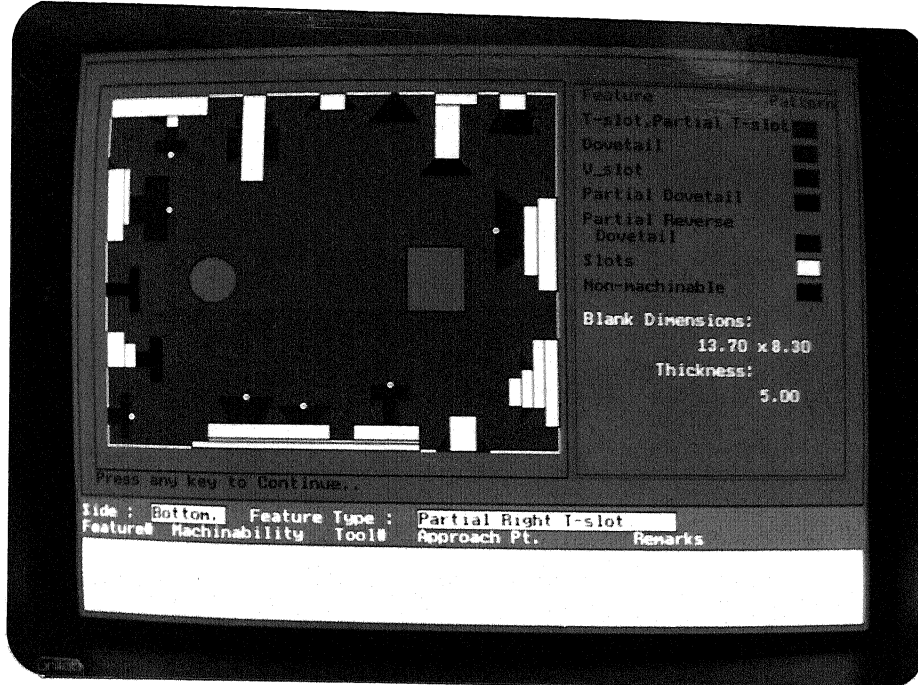 Feature Pattern
T-slot,Partial T-slot
Dovetail
V_slot
Partial Dovetail
Partial Reverse
Dovetail
Slots
Non-machinable
Blank Dimensions:
13.70 x 8.30
Thickness:
5.00
Press any key to Continue..
Side : Bottom. Feature Type : Partial Right T-slot
Feature# Machinability Tool# Approach Pt. Remarks